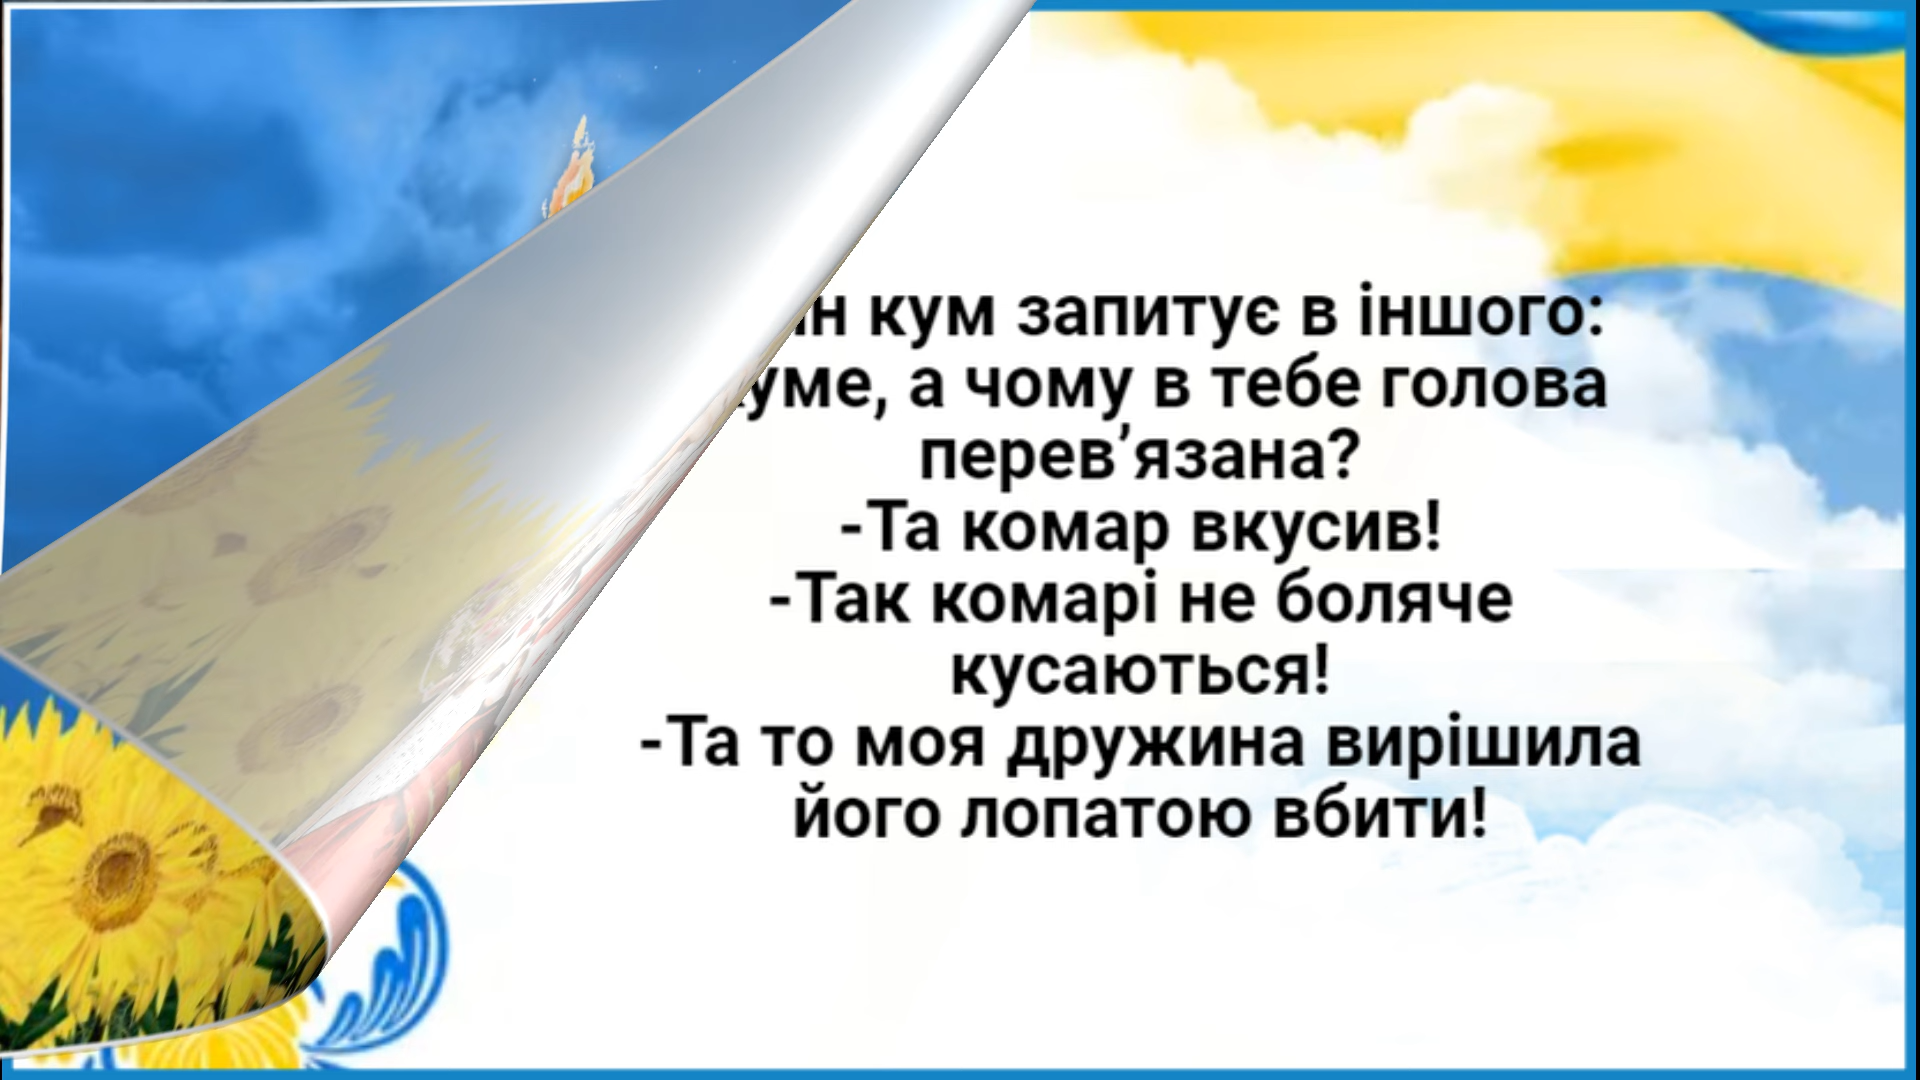 кум запитує в іншого:
а чому в тебе голова
перев’язана?
-Та комар вкусив!
-Так комарі не боляче
кусаються!
-Та то моя дружина вирішила
його лопатою вбити!